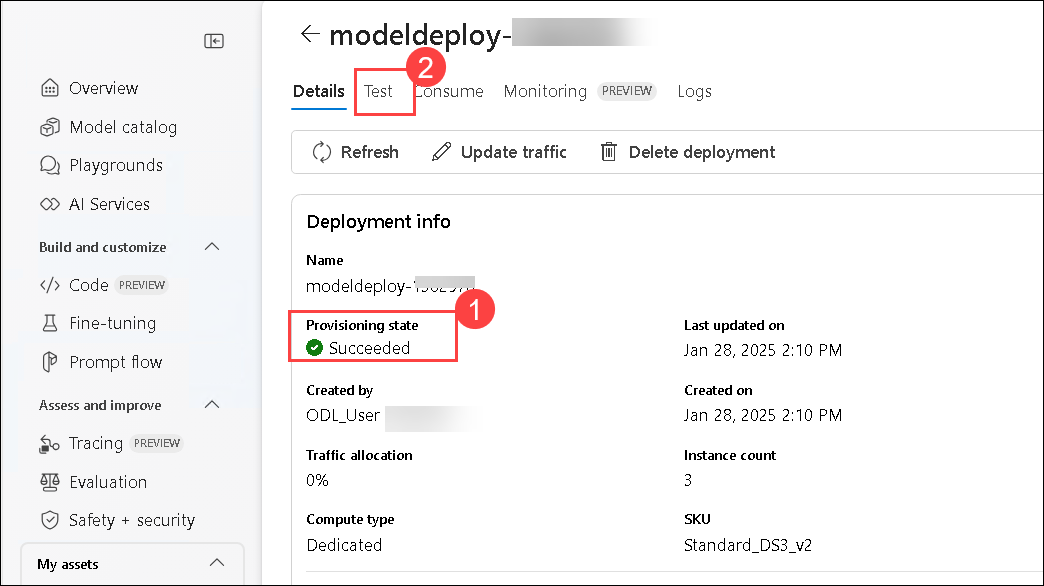 modeldeploy-
Details Test Consume Monitoring PREVIEW Logs
2
Refresh Update traffic Delete deployment
Overview
Model catalog
Playgrounds
AI Services
Build and customize
Code PREVIEW
Fine-tuning
Prompt flow
Assess and improve
Tracing PREVIEW
Evaluation
Safety + security
My assets
Deployment info
Name
modeldeploy-
1
Provisioning state
Succeeded
Last updated on
Jan 28, 2025 2:10 PM
Created by
ODL_User
Created on
Jan 28, 2025 2:10 PM
Traffic allocation
0%
Instance count
3
Compute type
Dedicated
SKU
Standard_DS3_v2